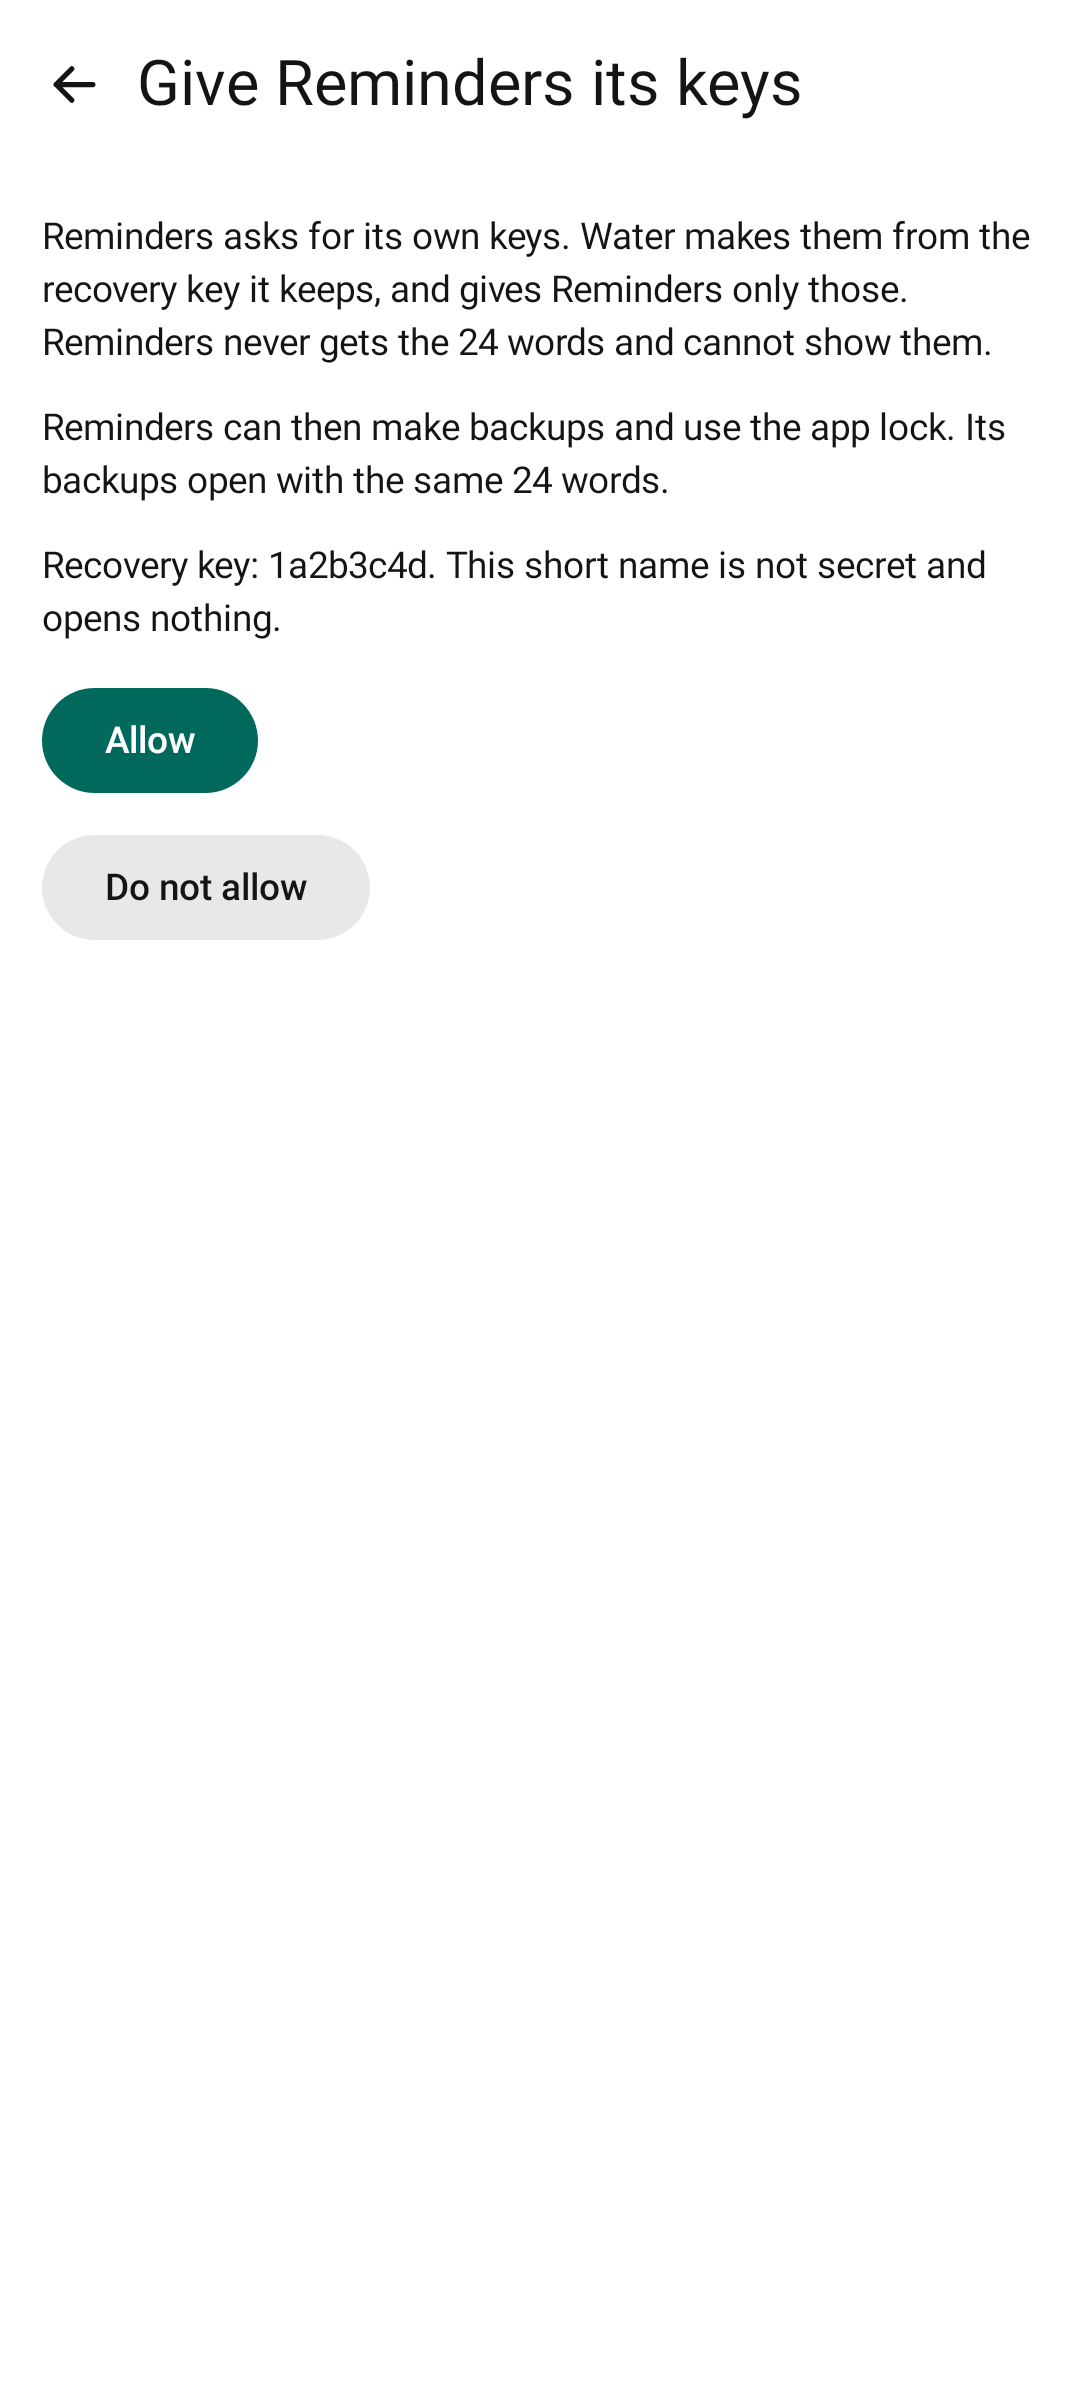 Give Reminders its keys
Reminders asks for its own keys. Water makes them from the
recovery key it keeps, and gives Reminders only those.
Reminders never gets the 24 words and cannot show them.
Reminders can then make backups and use the app lock. Its
backups open with the same 24 words.
Recovery key: 1a2b3c4d. This short name is not secret and
opens nothing.
Allow
Do not allow